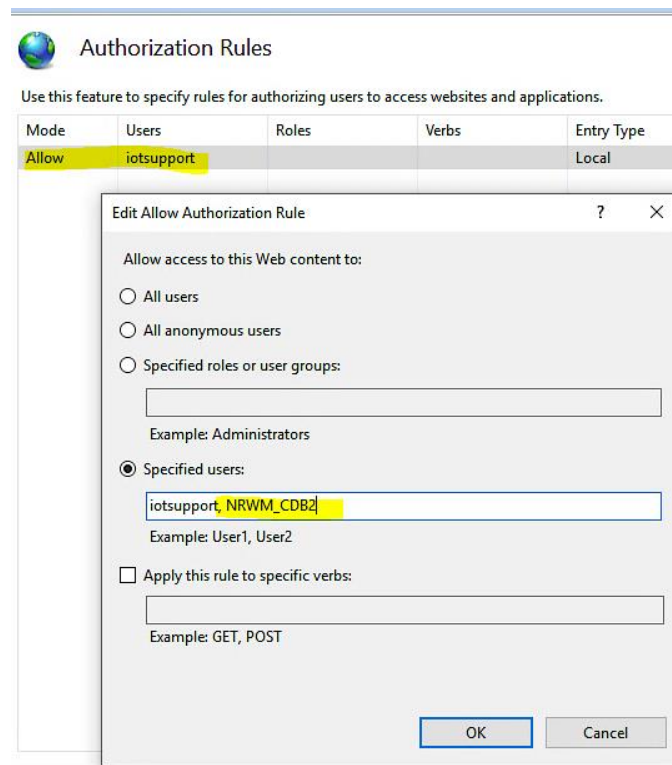 Authorization Rules
Use this feature to specify rules for authorizing users to access websites and applications.
Mode Users Roles Verbs Entry Type
Allow iotsupport Local
Edit Allow Authorization Rule ? ×
Allow access to this Web content to:
All users
All anonymous users
Specified roles or user groups:
Example: Administrators
Specified users:
iotsupport, NRWM_CDB2
Example: User1, User2
Apply this rule to specific verbs:
Example: GET, POST
OK Cancel